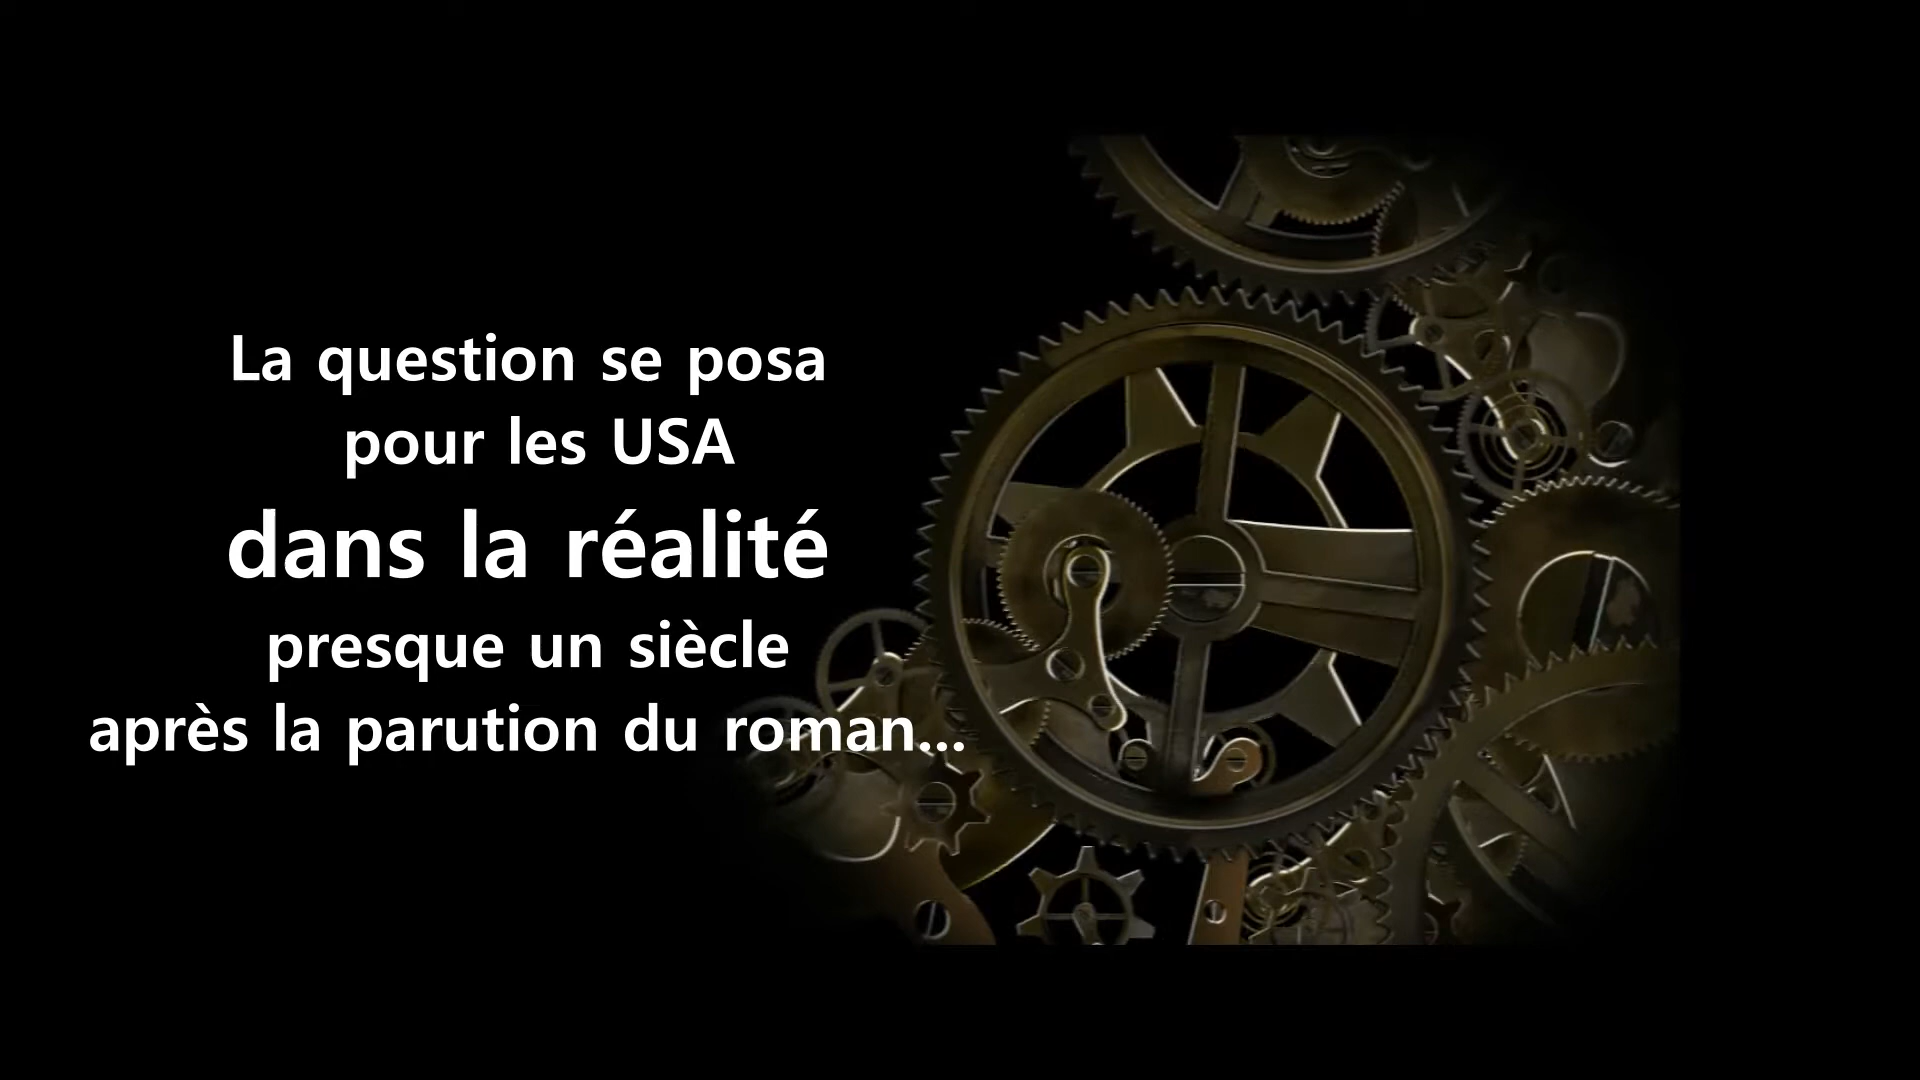 La question se posa
pour les USA
dans la réalité
presque un siècle
après la parution du roman...